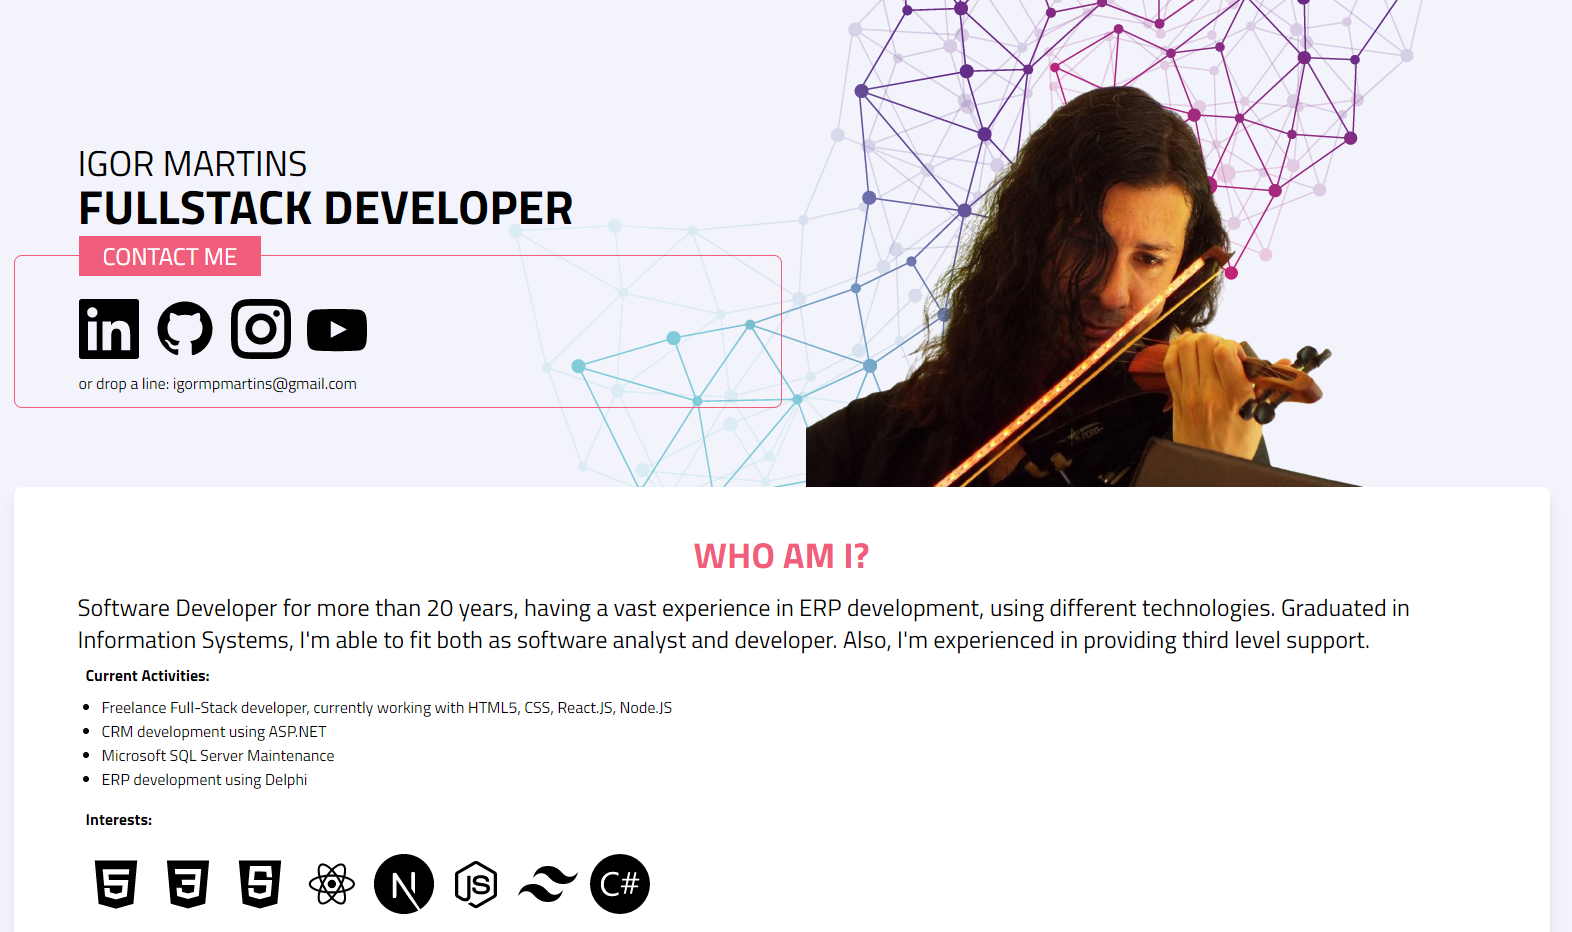 IGOR MARTINS
FULLSTACK DEVELOPER
CONTACT ME
in
or drop a line: igormpmartins@gmail.com
WHO AM I?
Software Developer for more than 20 years, having a vast experience in ERP development, using different technologies. Graduated in
Information Systems, I'm able to fit both as software analyst and developer. Also, I'm experienced in providing third level support.
Current Activities:
Freelance Full-Stack developer, currently working with HTML5, CSS, React.JS, Node.JS
CRM development using ASP.NET
Microsoft SQL Server Maintenance
ERP development using Delphi
Interests:
5 3 S N JS C#